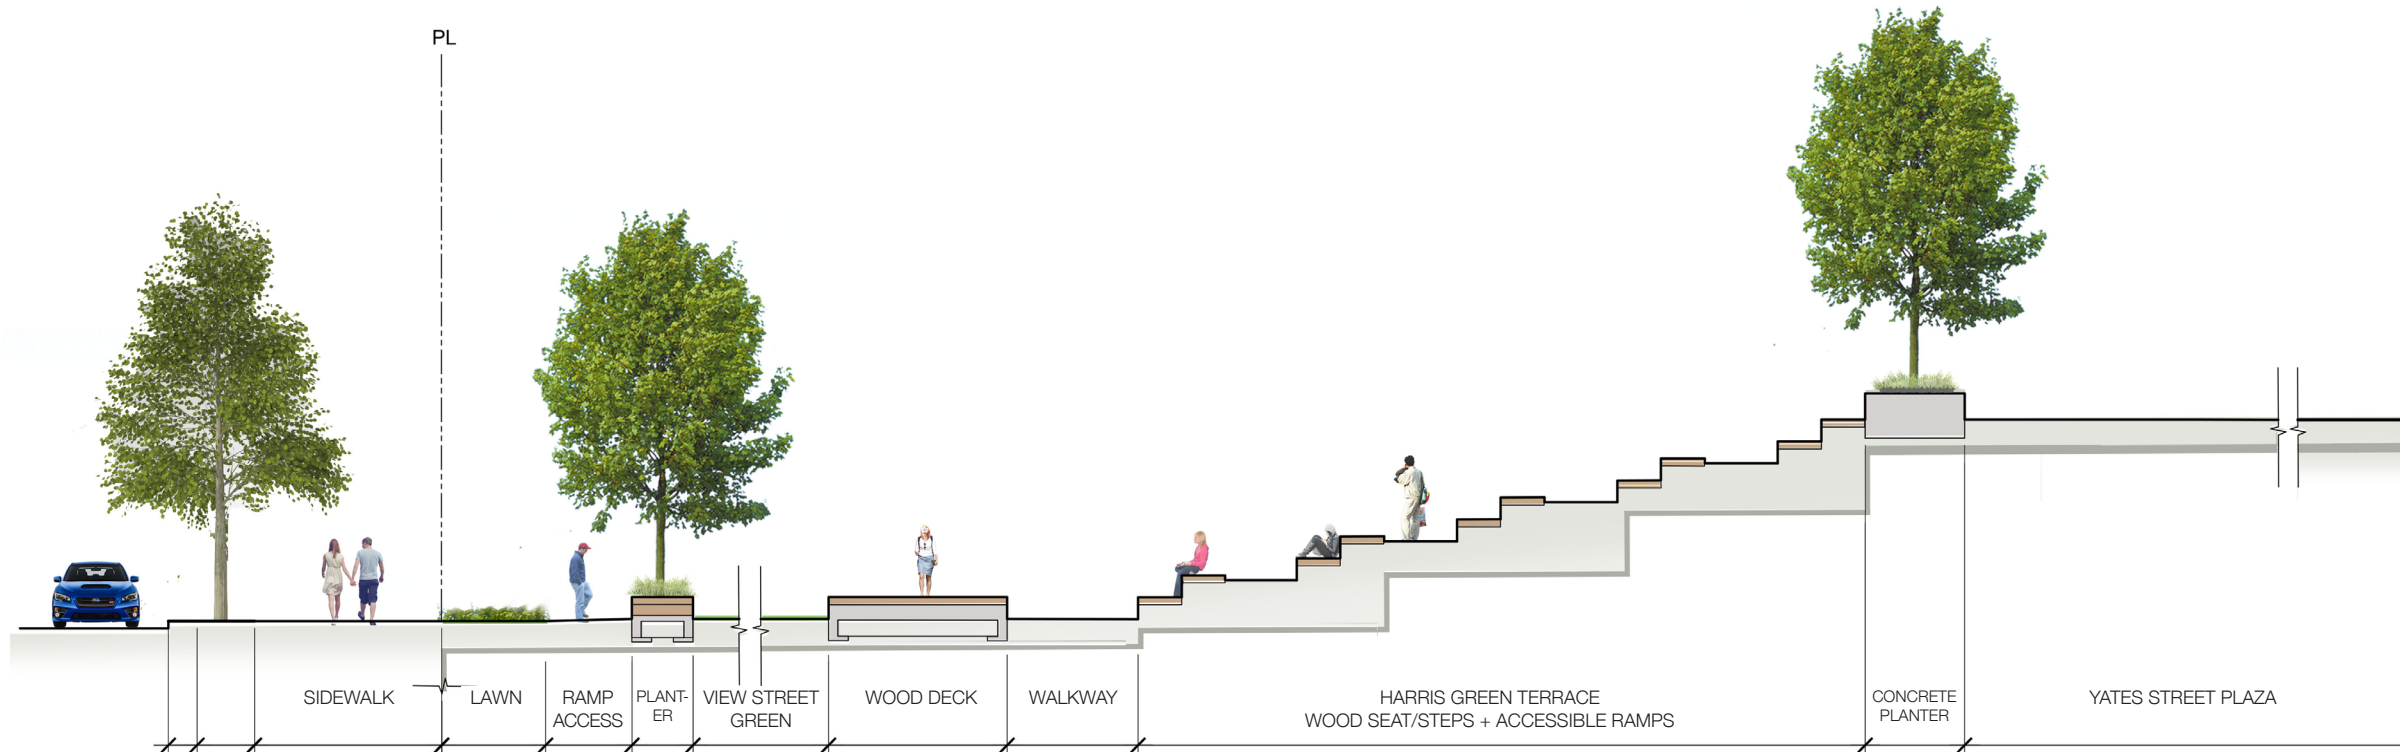 PL
SIDEWALK
LAWN
RAMP
ACCESS
PLANT-
ER
VIEW STREET
GREEN
WOOD DECK
WALKWAY
HARRIS GREEN TERRACE
WOOD SEAT/STEPS + ACCESSIBLE RAMPS
CONCRETE
PLANTER
YATES STREET PLAZA